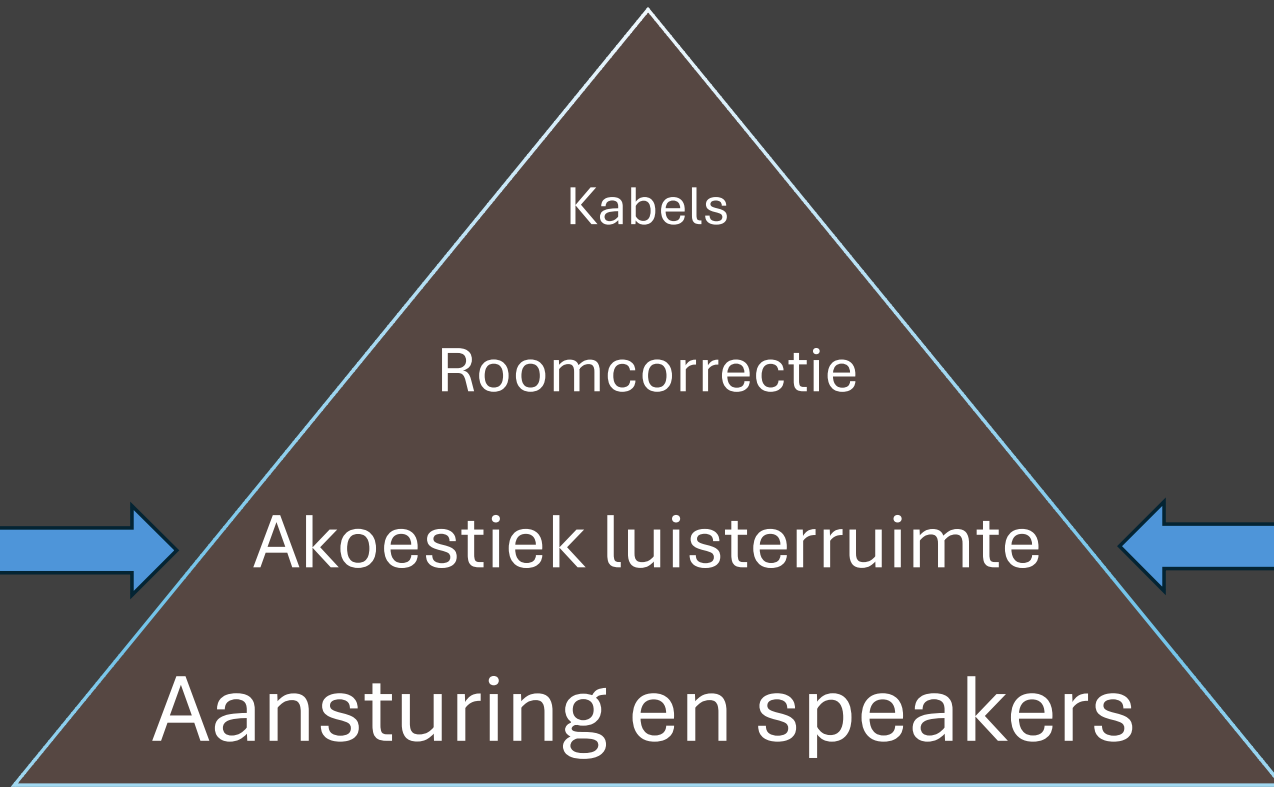 Kabels
Roomcorrectie
Akoestiek luisterruimte
Aansturing en speakers